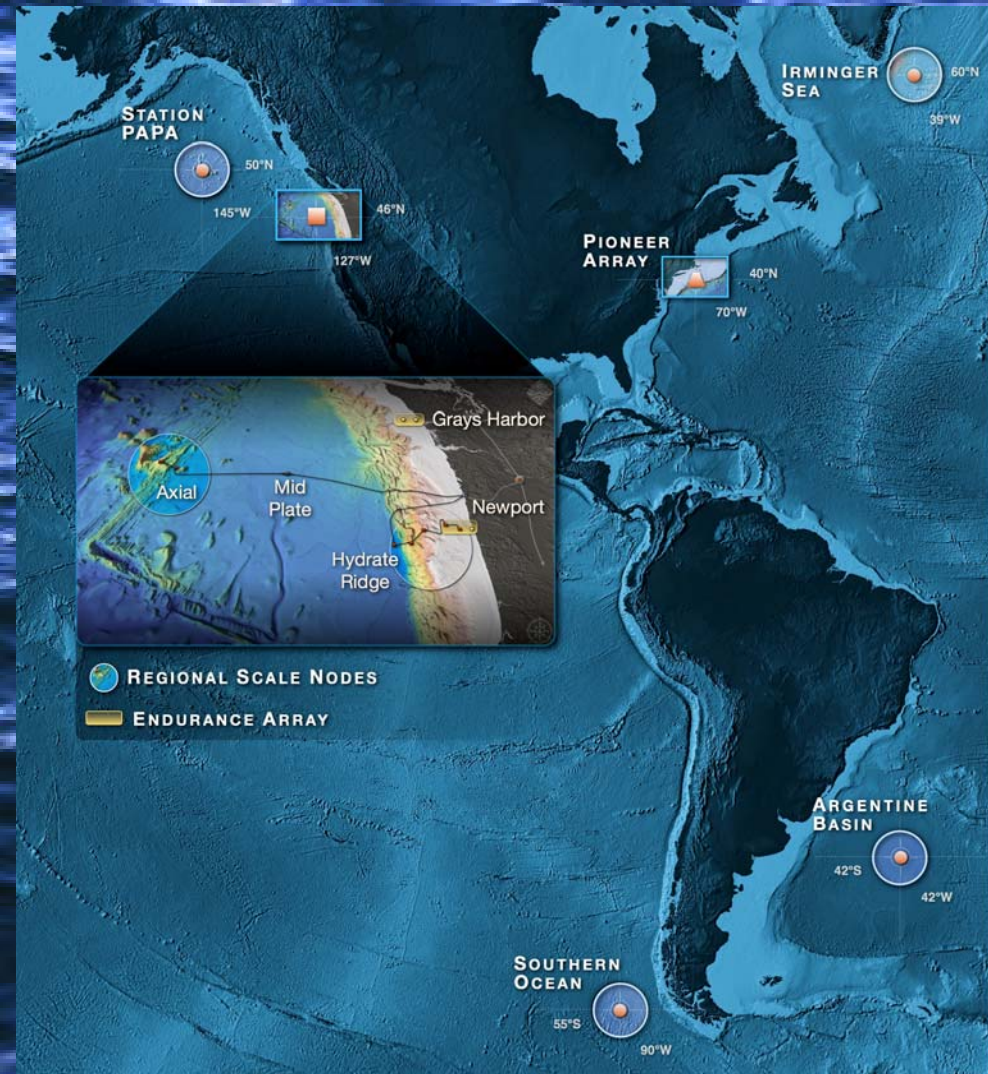 IRMINGER
SEA
60°N
39°W
STATION
PAPA
50°N
145°W
46°N
127°W
PIONEER
ARRAY
40°N
70°W
Grays Harbor
Axial
Mid
Plate
Newport
Hydrate
Ridge
REGIONAL SCALE NODES
ENDURANCE ARRAY
ARGENTINE
BASIN
42°S
42°W
SOUTHERN
OCEAN
55°S
90°W